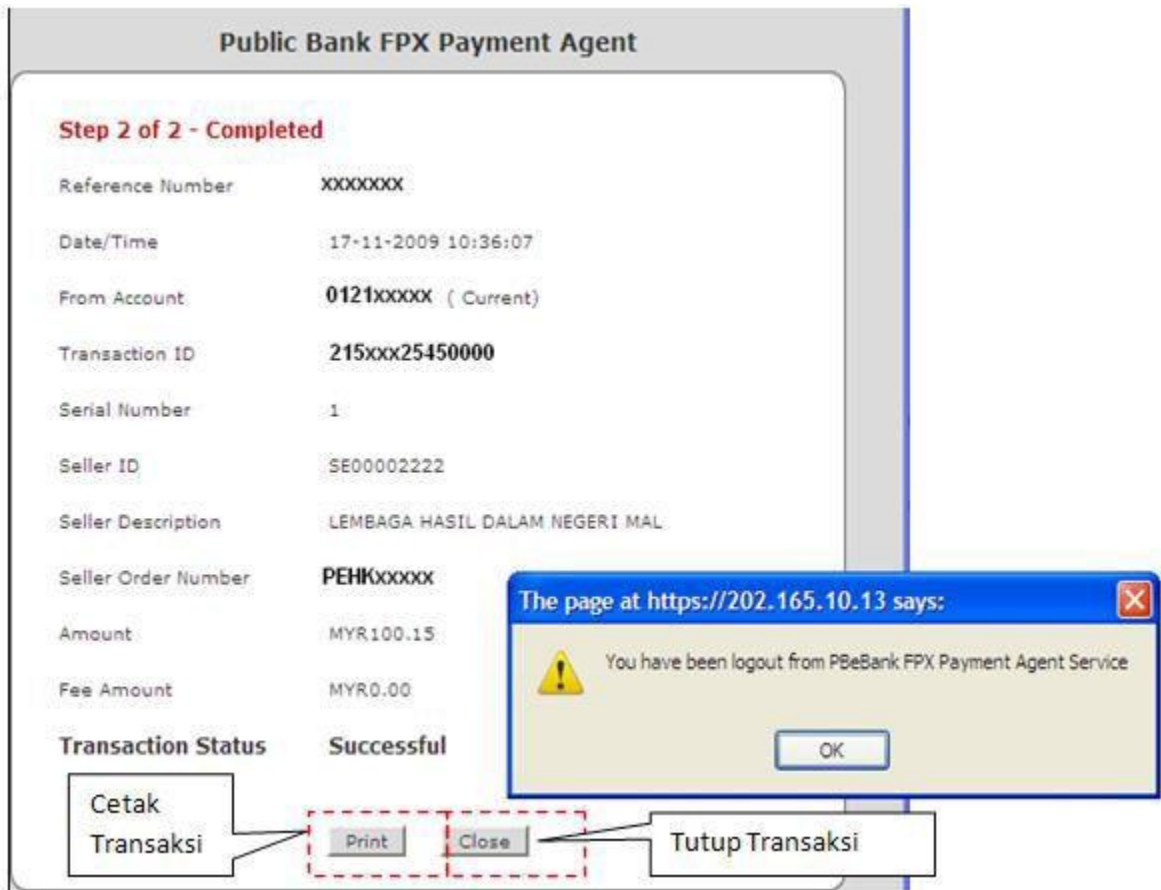 Public Bank FPX Payment Agent
Step 2 of 2 - Completed
Reference Number xxxxxxx
Date/Time 17-11-2009 10:36:07
From Account 0121xxxxx ( Current)
Transaction ID 215xxx25450000
Serial Number 1
Seller ID SE00002222
Seller Description LEMBAGA HASIL DALAM NEGERI MAL
Seller Order Number PEHKxxxxx
Amount MYR100.15
Fee Amount MYR0.00
Transaction Status Successful
The page at https://202.165.10.13 says:
You have been logout from PBeBank FPX Payment Agent Service
OK
Cetak
Transaksi
Print Close
Tutup Transaksi